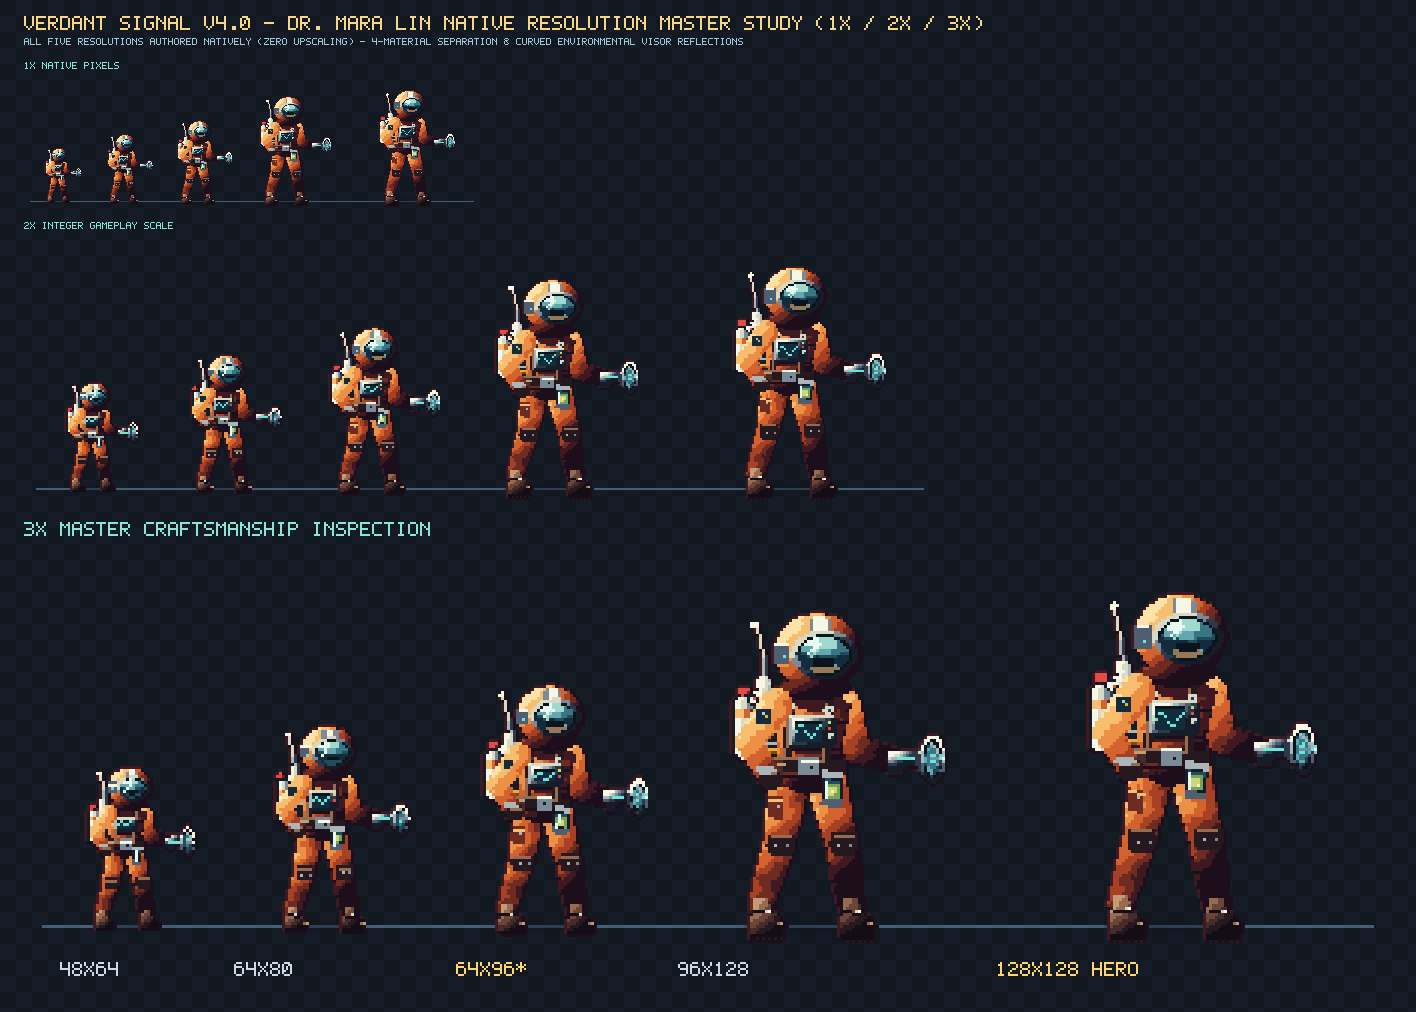 VERDANT SIGNAL V4.0 - DR. MARA LIN NATIVE RESOLUTION MASTER STUDY (1X / 2X / 3X)
ALL FIVE RESOLUTIONS AUTHORED NATIVELY (ZERO UPSCALING) - 4-MATERIAL SEPARATION & CURVED ENVIRONMENTAL VISOR REFLECTIONS
1X NATIVE PIXELS
2X INTEGER GAMEPLAY SCALE
3X MASTER CRAFTSMANSHIP INSPECTION
48X64 64X80 64X96* 96X128 128X128 HERO